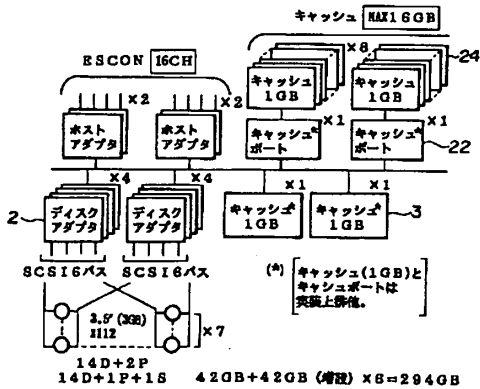 キャッシュ MAX16GB
ESCON 16CH
×8
24
キャッシュ
1GB
キャッシュ
1GB
×2
×2
×1
×1
ホスト
アダプタ
ホスト
アダプタ
キャッシュ*
ポート
キャッシュ*
ポート
22
×4
×4
×1
×1
2
ディスク
アダプタ
ディスク
アダプタ
キャッシュ*
1GB
キャッシュ*
1GB
3
SCSI6パス
SCSI6パス
(*)
キャッシュ(1GB)と
キャシュポートは
実装上排他。
3.5"(3GB)
×112
×7
14D+2P
14D+1P+1S
42GB+42GB (増設) ×6=294GB